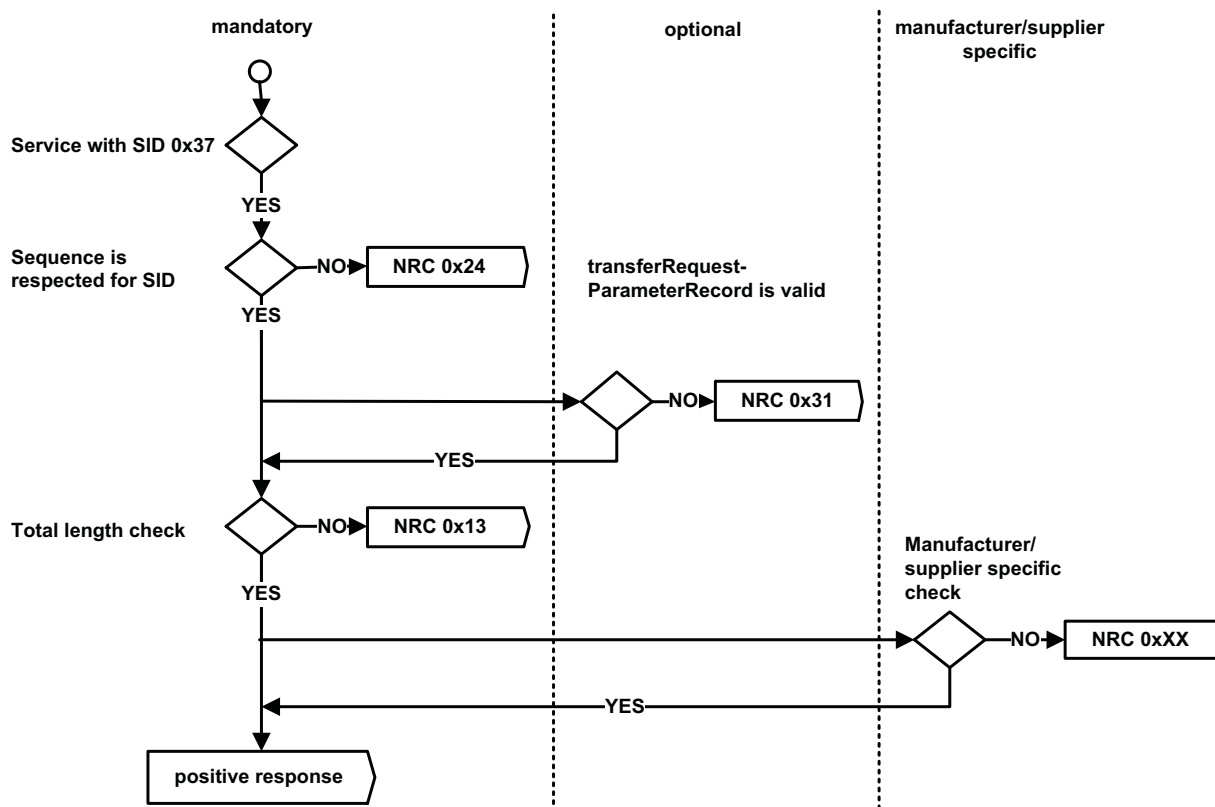 mandatory
optional
manufacturer/supplier
specific
Service with SID 0x37
YES
Sequence is
respected for SID
NO
NRC 0x24
transferRequest-
ParameterRecord is valid
YES
NO
NRC 0x31
YES
Total length check
NO
NRC 0x13
Manufacturer/
supplier specific
check
YES
NO
NRC 0xXX
YES
positive response